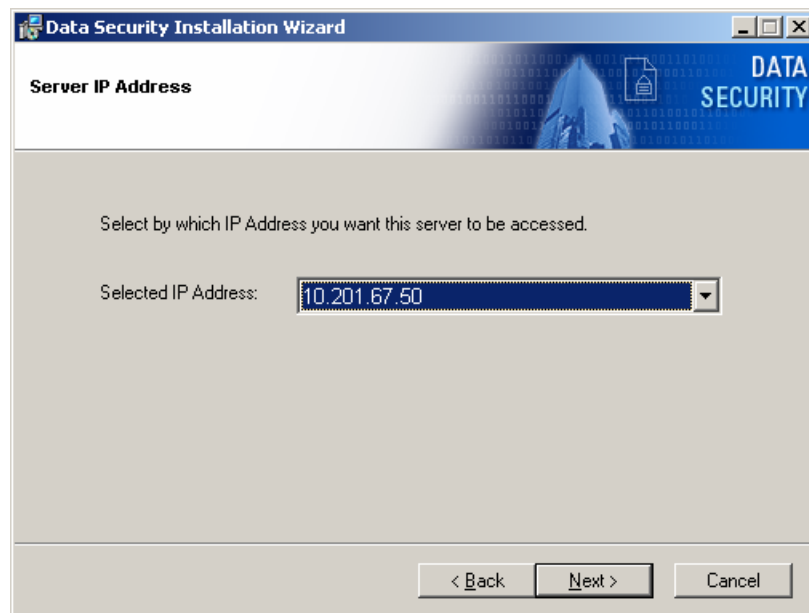 Data Security Installation Wizard
Server IP Address
DATA
SECURITY
Select by which IP Address you want this server to be accessed.
Selected IP Address:
10.201.67.50
< Back
Next >
Cancel